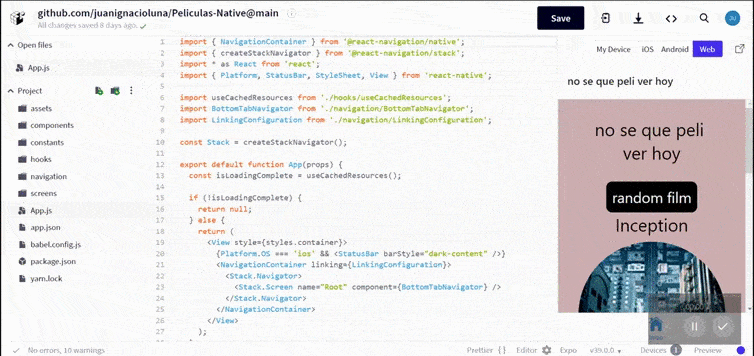 github.com/juanignacioluna/Peliculas-Native@main
All changes saved 8 days ago.
Save
JU
Open files
App.js
Project
assets
components
constants
hooks
navigation
screens
App.js
app.json
babel.config.js
package.json
yarn.lock
1 import { NavigationContainer } from '@react-navigation/native';
2 import { createStackNavigator } from '@react-navigation/stack';
3 import * as React from 'react';
4 import { Platform, StatusBar, StyleSheet, View } from 'react-native';
5
6 import useCachedResources from './hooks/useCachedResources';
7 import BottomTabNavigator from './navigation/BottomTabNavigator';
8 import LinkingConfiguration from './navigation/LinkingConfiguration';
9
10 const Stack = createStackNavigator();
11
12 export default function App(props) {
13 const isLoadingComplete = useCachedResources();
14
15 if (!isLoadingComplete) {
16 return null;
17 } else {
18 return (
19 <View style={styles.container}>
20 {Platform.OS === 'ios' && <StatusBar barStyle="dark-content" />}
21 <NavigationContainer linking={LinkingConfiguration}>
22 <Stack.Navigator>
23 <Stack.Screen name="Root" component={BottomTabNavigator} />
24 </Stack.Navigator>
25 </NavigationContainer>
26 </View>
27 );
My Device iOS Android Web
no se que peli ver hoy
no se que peli
ver hoy
random film
Inception
No errors, 10 warnings
Prettier {} Editor Expo v39.0.0 Devices 1 Preview